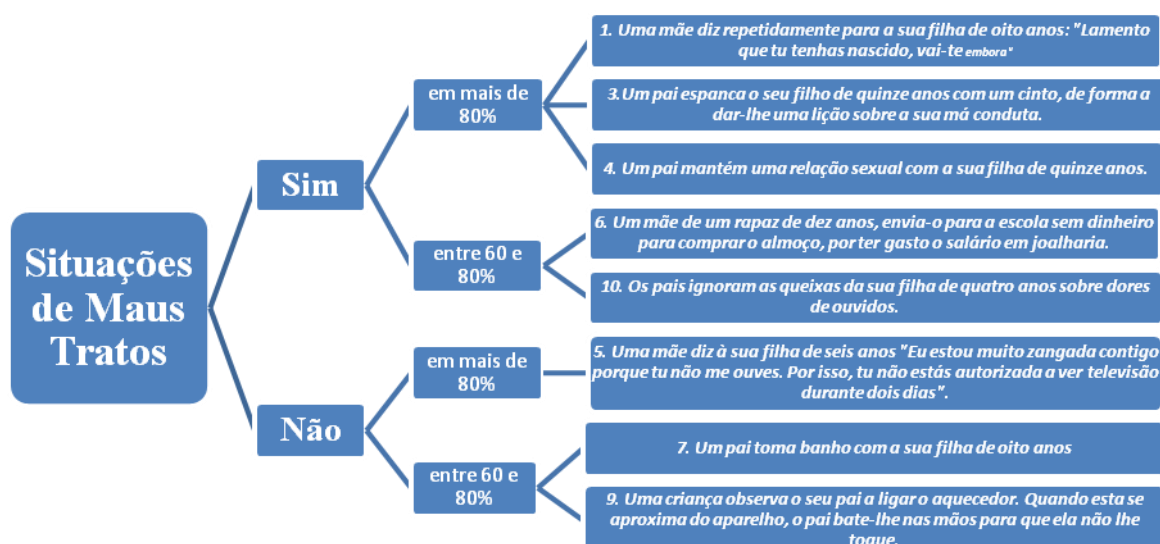 Situações
de Maus
Tratos
Sim
em mais de
80%
1. Uma mãe diz repetidamente para a sua filha de oito anos: "Lamento
que tu tenhas nascido, vai-te embora"
3.Um pai espanca o seu filho de quinze anos com um cinto, de forma a
dar-lhe uma lição sobre a sua má conduta.
4. Um pai mantém uma relação sexual com a sua filha de quinze anos.
entre 60 e
80%
6. Um mãe de um rapaz de dez anos, envia-o para a escola sem dinheiro
para comprar o almoço, por ter gasto o salário em joalharia.
10. Os pais ignoram as queixas da sua filha de quatro anos sobre dores
de ouvidos.
Não
em mais de
80%
5. Uma mãe diz à sua filha de seis anos "Eu estou muito zangada contigo
porque tu não me ouves. Por isso, tu não estás autorizada a ver televisão
durante dois dias".
entre 60 e
80%
7. Um pai toma banho com a sua filha de oito anos
9. Uma criança observa o seu pai a ligar o aquecedor. Quando esta se
aproxima do aparelho, o pai bate-lhe nas mãos para que ela não lhe
toque.